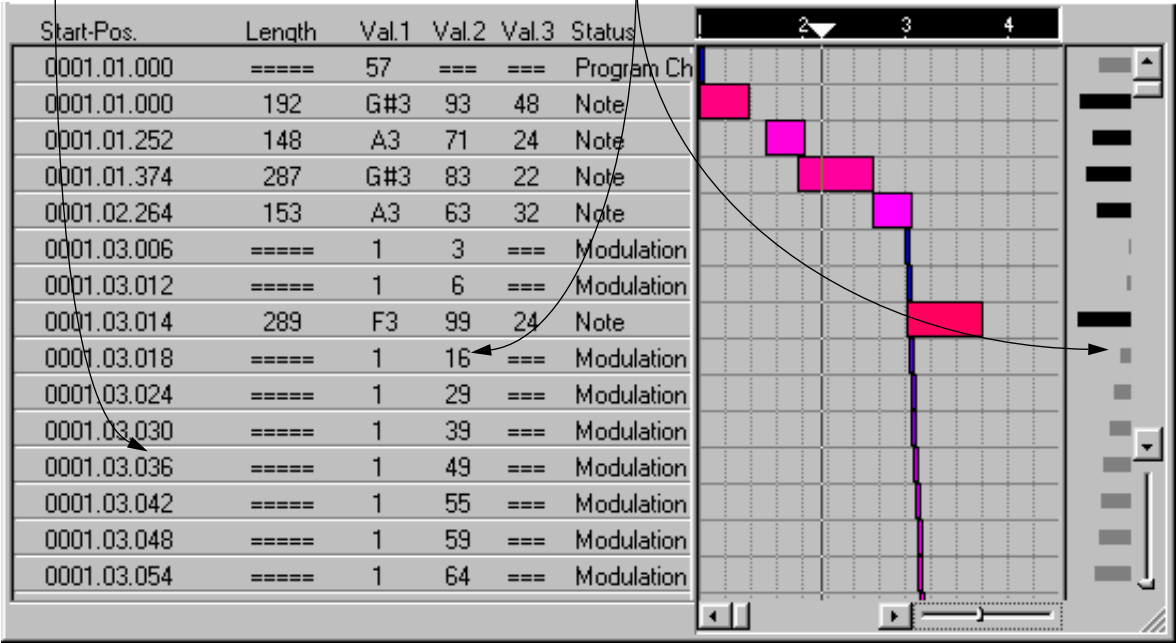 Start-Pos. Length Val.1 Val.2 Val.3 Status 2 3 4
0001.01.000 ===== 57 === === Program Ch
0001.01.000 192 G#3 93 48 Note
0001.01.252 148 A3 71 24 Note
0001.01.374 287 G#3 83 22 Note
0001.02.264 153 A3 63 32 Note
0001.03.006 ===== 1 3 === Modulation
0001.03.012 ===== 1 6 === Modulation
0001.03.014 289 F3 99 24 Note
0001.03.018 ===== 1 16 === Modulation
0001.03.024 ===== 1 29 === Modulation
0001.03.030 ===== 1 39 === Modulation
0001.03.036 ===== 1 49 === Modulation
0001.03.042 ===== 1 55 === Modulation
0001.03.048 ===== 1 59 === Modulation
0001.03.054 ===== 1 64 === Modulation